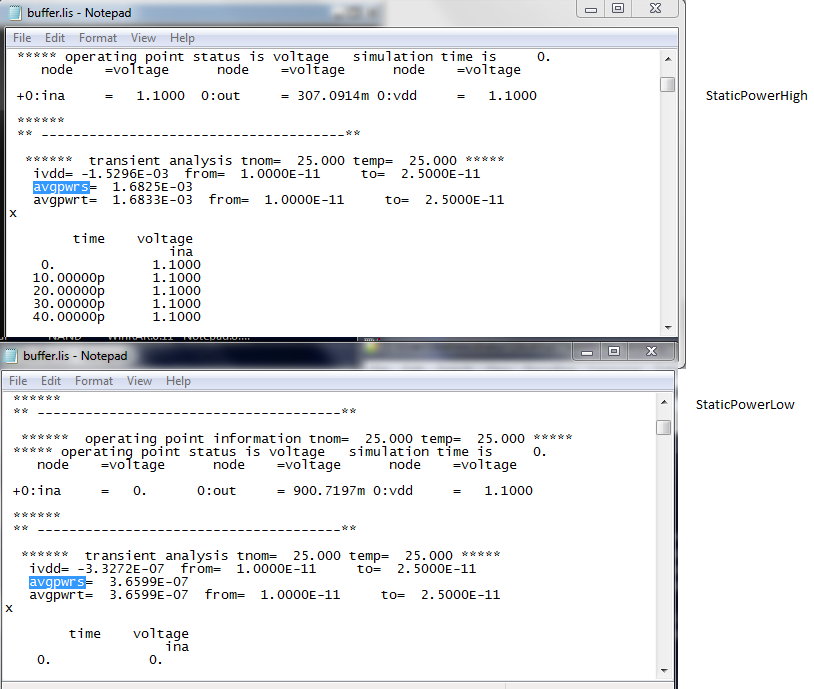 buffer.lis - Notepad
File Edit Format View Help
***** operating point status is voltage simulation time is 0.
node =voltage node =voltage node =voltage
+0:ina = 1.1000 0:out = 307.0914m 0:vdd = 1.1000
******
** --------------------------------------**
****** transient analysis tnom= 25.000 temp= 25.000 *****
ivdd= -1.5296E-03 from= 1.0000E-11 to= 2.5000E-11
avgpwrs= 1.6825E-03
avgpwrt= 1.6833E-03 from= 1.0000E-11 to= 2.5000E-11
x
time voltage
ina
0. 1.1000
10.00000p 1.1000
20.00000p 1.1000
30.00000p 1.1000
40.00000p 1.1000
StaticPowerHigh
buffer.lis - Notepad
File Edit Format View Help
******
** --------------------------------------**
****** operating point information tnom= 25.000 temp= 25.000 *****
***** operating point status is voltage simulation time is 0.
node =voltage node =voltage node =voltage
+0:ina = 0. 0:out = 900.7197m 0:vdd = 1.1000
******
** --------------------------------------**
****** transient analysis tnom= 25.000 temp= 25.000 *****
ivdd= -3.3272E-07 from= 1.0000E-11 to= 2.5000E-11
avgpwrs= 3.6599E-07
avgpwrt= 3.6599E-07 from= 1.0000E-11 to= 2.5000E-11
x
time voltage
ina
0. 0.
StaticPowerLow